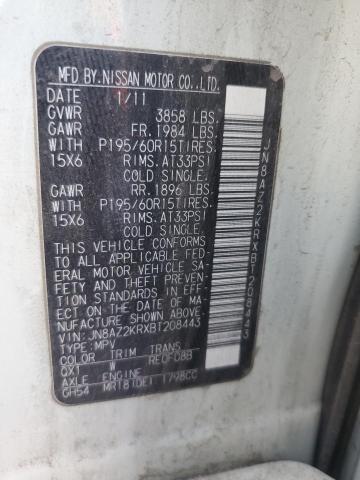 MFD.BY.NISSAN MOTOR CO.,LTD.
DATE 1/11
GVWR 3858 LBS.
GAWR FR. 1984 LBS.
WITH P195/60R15TIRES.
15X6 RIMS.AT33PSI
COLD SINGLE.
GAWR RR. 1896 LBS.
WITH P195/60R15TIRES.
15X6 RIMS.AT33PSI
COLD SINGLE.
THIS VEHICLE CONFORMS
TO ALL APPLICABLE FED-
ERAL MOTOR VEHICLE SA-
FETY AND THEFT PREVEN-
TION STANDARDS IN EFF-
ECT ON THE DATE OF MAN-
UFACTURE SHOWN ABOVE.
VIN: JN8AZ2KRXBT208443
TYPE:MPV
COLOR TRIM TRANS
QX1 W RE0F08B
AXLE ENGINE
GH54 MR18(DE) 1798CC
JN8AZ2KRXBT208443